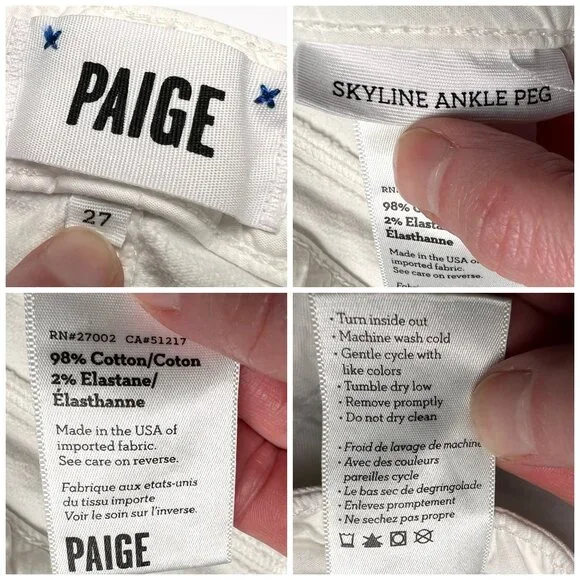 PAIGE
27
SKYLINE ANKLE PEG
RN
98%
2%
Élasthanne
Made in the USA of
imported fabric.
See care on reverse.
RN#27002 CA#51217
98% Cotton/Coton
2% Elastane/
Élasthanne
Made in the USA of
imported fabric.
See care on reverse.
Fabrique aux etats-unis
du tissu importe
Voir le soin sur l'inverse.
PAIGE
• Turn inside out
• Machine wash cold
• Gentle cycle with
like colors
• Tumble dry low
• Remove promptly
• Do not dry clean
• Froid de lavage de machine
• Avec des couleurs
pareilles cycle
• Le bas sec de degringolade
• Enleves promptement
• Ne sechez pas propre